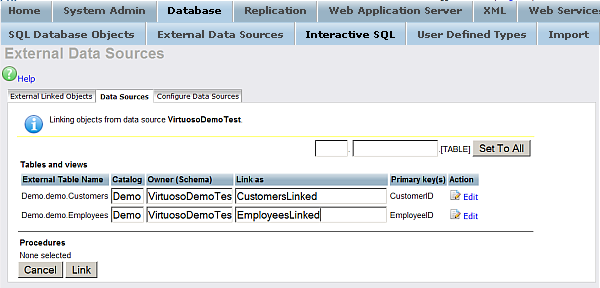 Home System Admin Database Replication Web Application Server XML Web Service
SQL Database Objects External Data Sources Interactive SQL User Defined Types Import
External Data Sources
Help
External Linked Objects Data Sources Configure Data Sources
Linking objects from data source VirtuosoDemoTest.
. .[TABLE] Set To All
Tables and views
External Table Name Catalog Owner (Schema) Link as Primary key(s) Action
Demo.demo.Customers Demo VirtuosoDemoTes CustomersLinked CustomerID Edit
Demo.demo.Employees Demo VirtuosoDemoTes EmployeesLinked EmployeeID Edit
Procedures
None selected
Cancel Link